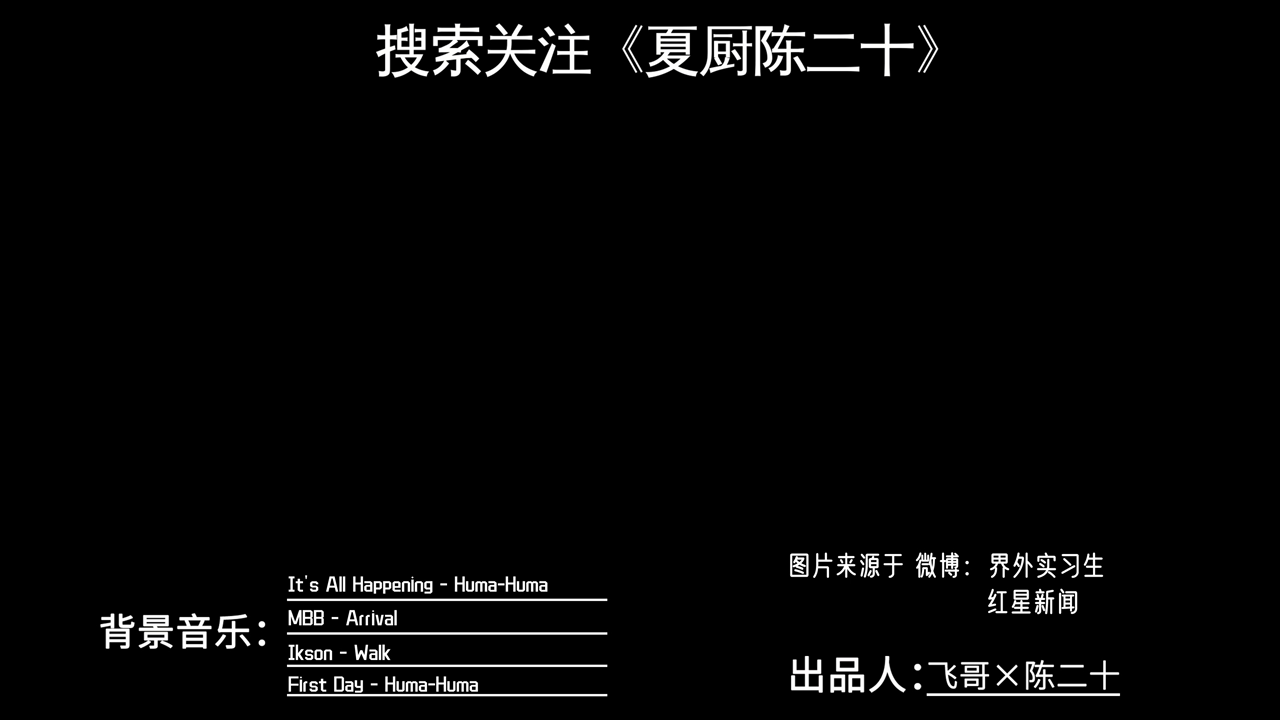 搜索关注《夏厨陈二十》
背景音乐：
It's All Happening - Huma-Huma
MBB - Arrival
Ikson - Walk
First Day - Huma-Huma
图片来源于 微博：界外实习生
红星新闻
出品人：飞哥×陈二十